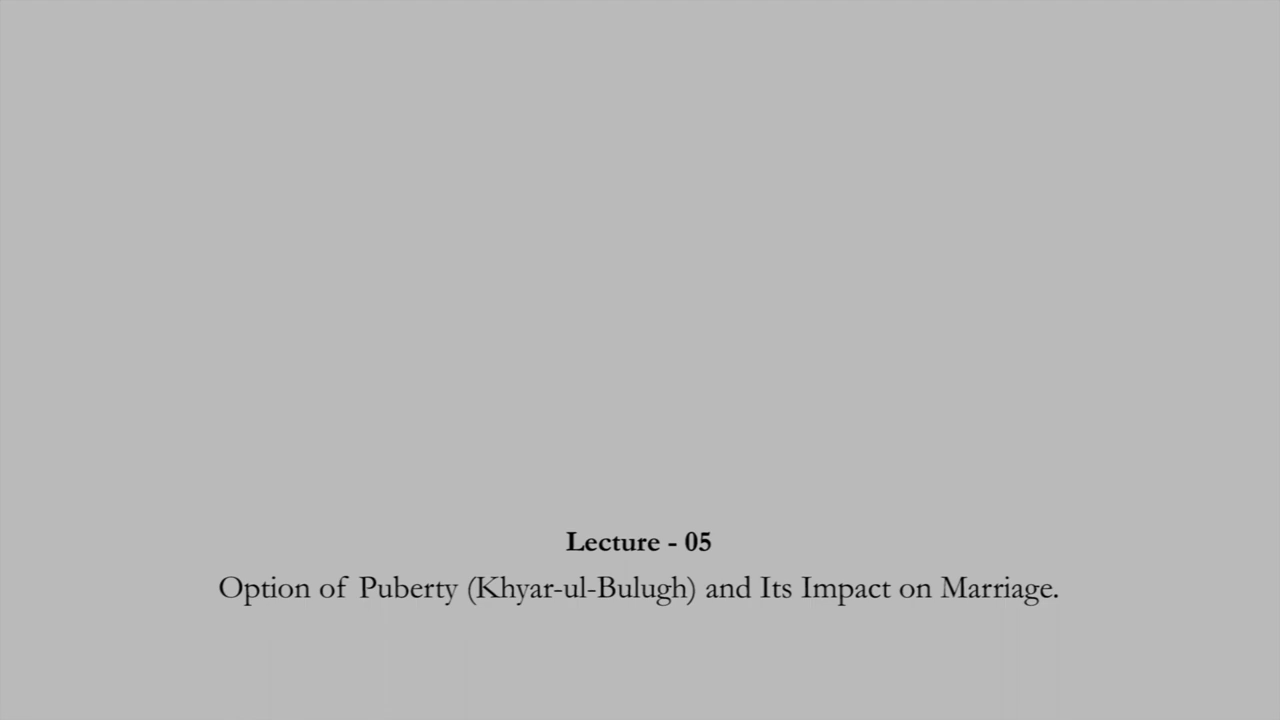 Lecture - 05
Option of Puberty (Khyar-ul-Bulugh) and Its Impact on Marriage.